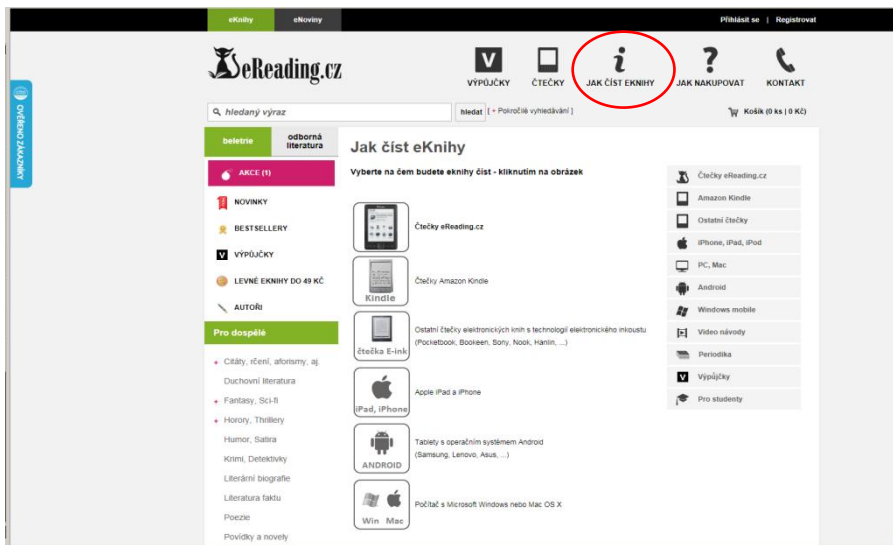 eKnihy eNoviny Přihlásit se | Registrovat
eReading.cz
V
VÝPŮJČKY ČTEČKY JAK ČÍST EKNIHY JAK NAKUPOVAT KONTAKT
hledaný výraz hledat [ + Pokročilé vyhledávání ] Košík (0 ks | 0 Kč)
OVĚŘENO ZÁKAZNÍKY
beletrie odborná literatura
AKCE (1)
NOVINKY
BESTSELLERY
V VÝPŮJČKY
LEVNÉ EKNIHY DO 49 KČ
AUTOŘI
Pro dospělé
+ Citáty, rčení, aforismy, aj.
Duchovní literatura
+ Fantasy, Sci-fi
+ Horory, Thrillery
Humor, Satira
Krimi, Detektivky
Literární biografie
Literatura faktu
Poezie
Povídky a novely
Jak číst eKnihy
Vyberte na čem budete eknihy číst - kliknutím na obrázek
Čtečky eReading.cz
Kindle
Čtečky Amazon Kindle
čtečka E-ink
Ostatní čtečky elektronických knih s technologií elektronického inkoustu
(Pocketbook, Bookeen, Sony, Nook, Hanlin, ...)
iPad, iPhone
Apple iPad a iPhone
ANDROID
Tablety s operačním systémem Android
(Samsung, Lenovo, Asus, ...)
Win Mac
Počítač s Microsoft Windows nebo Mac OS X
Čtečky eReading.cz
Amazon Kindle
Ostatní čtečky
iPhone, iPad, iPod
PC, Mac
Android
Windows mobile
Video návody
Periodika
V Výpůjčky
Pro studenty